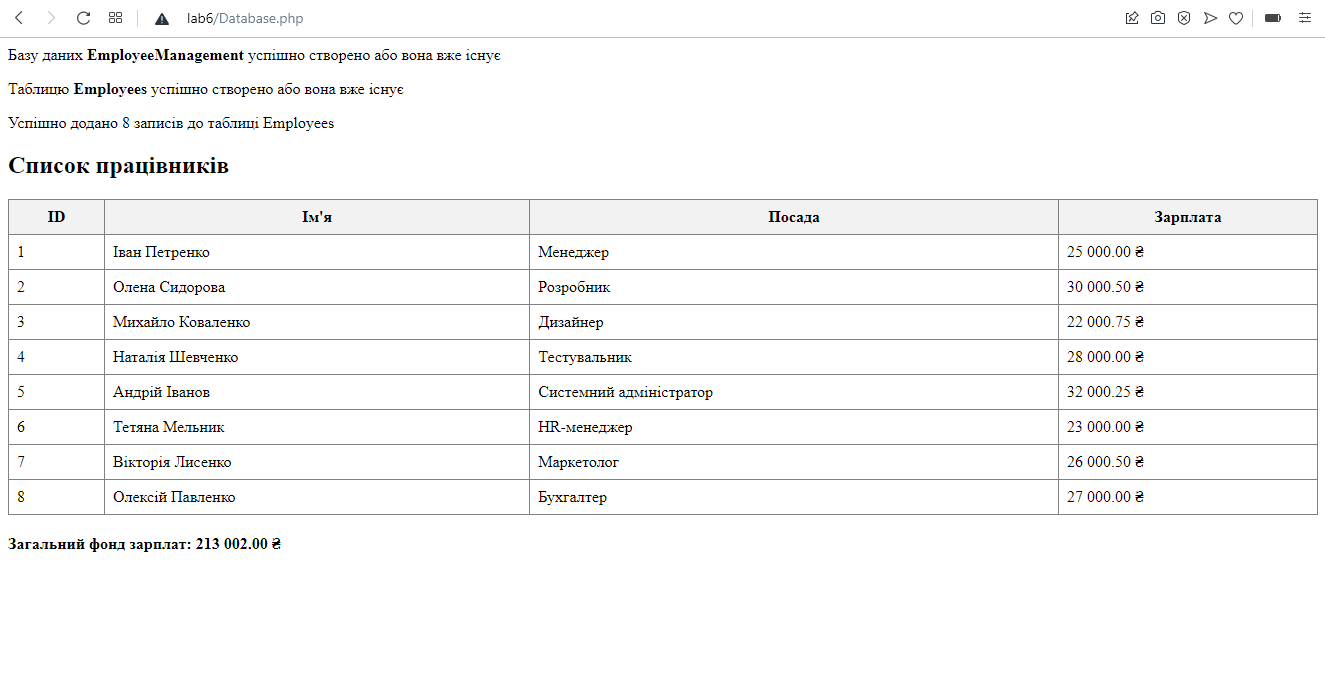 lab6/Database.php
Базу даних EmployeeManagement успішно створено або вона вже існує
Таблицю Employees успішно створено або вона вже існує
Успішно додано 8 записів до таблиці Employees
Список працівників
ID Ім'я Посада Зарплата
1 Іван Петренко Менеджер 25 000.00 ₴
2 Олена Сидорова Розробник 30 000.50 ₴
3 Михайло Коваленко Дизайнер 22 000.75 ₴
4 Наталія Шевченко Тестувальник 28 000.00 ₴
5 Андрій Іванов Системний адміністратор 32 000.25 ₴
6 Тетяна Мельник HR-менеджер 23 000.00 ₴
7 Вікторія Лисенко Маркетолог 26 000.50 ₴
8 Олексій Павленко Бухгалтер 27 000.00 ₴
Загальний фонд зарплат: 213 002.00 ₴